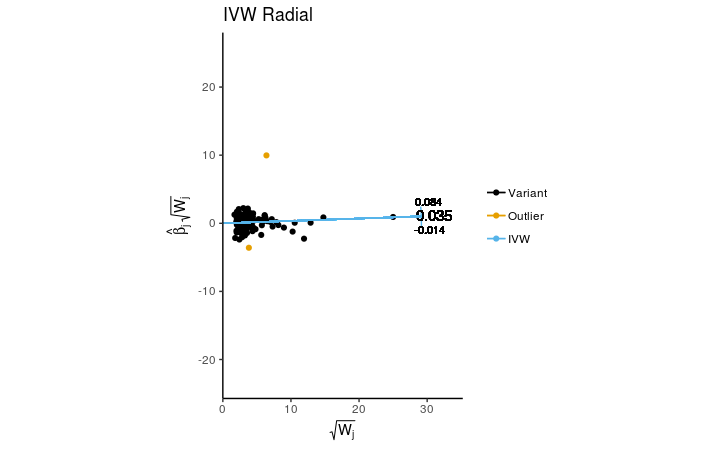 IVW Radial
20
10
0
-10
-20
β̂ⱼ√Wⱼ
0.084
0.035
-0.014
Variant
Outlier
IVW
0 10 20 30
√Wⱼ